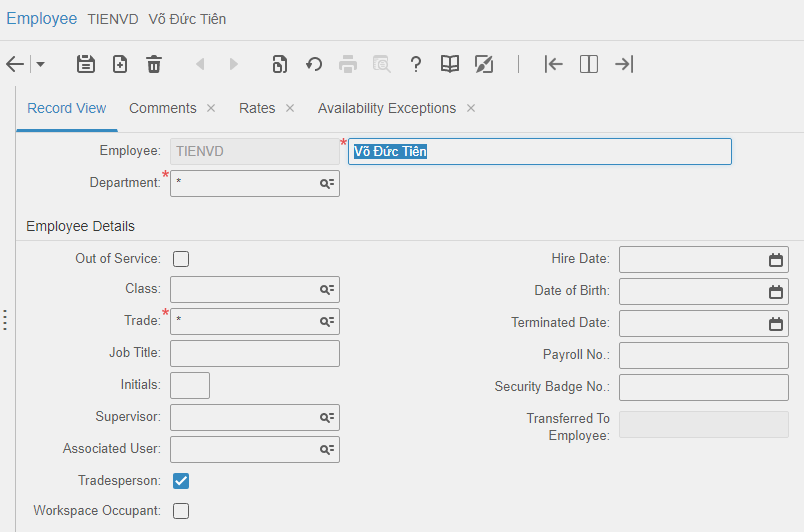 Employee TIENVD Võ Đức Tiên
Record View Comments × Rates × Availability Exceptions ×
Employee: TIENVD * Võ Đức Tiên
Department: * *
Employee Details
Out of Service:
Class:
Trade: * *
Job Title:
Initials:
Supervisor:
Associated User:
Tradesperson:
Workspace Occupant:
Hire Date:
Date of Birth:
Terminated Date:
Payroll No.:
Security Badge No.:
Transferred To
Employee: